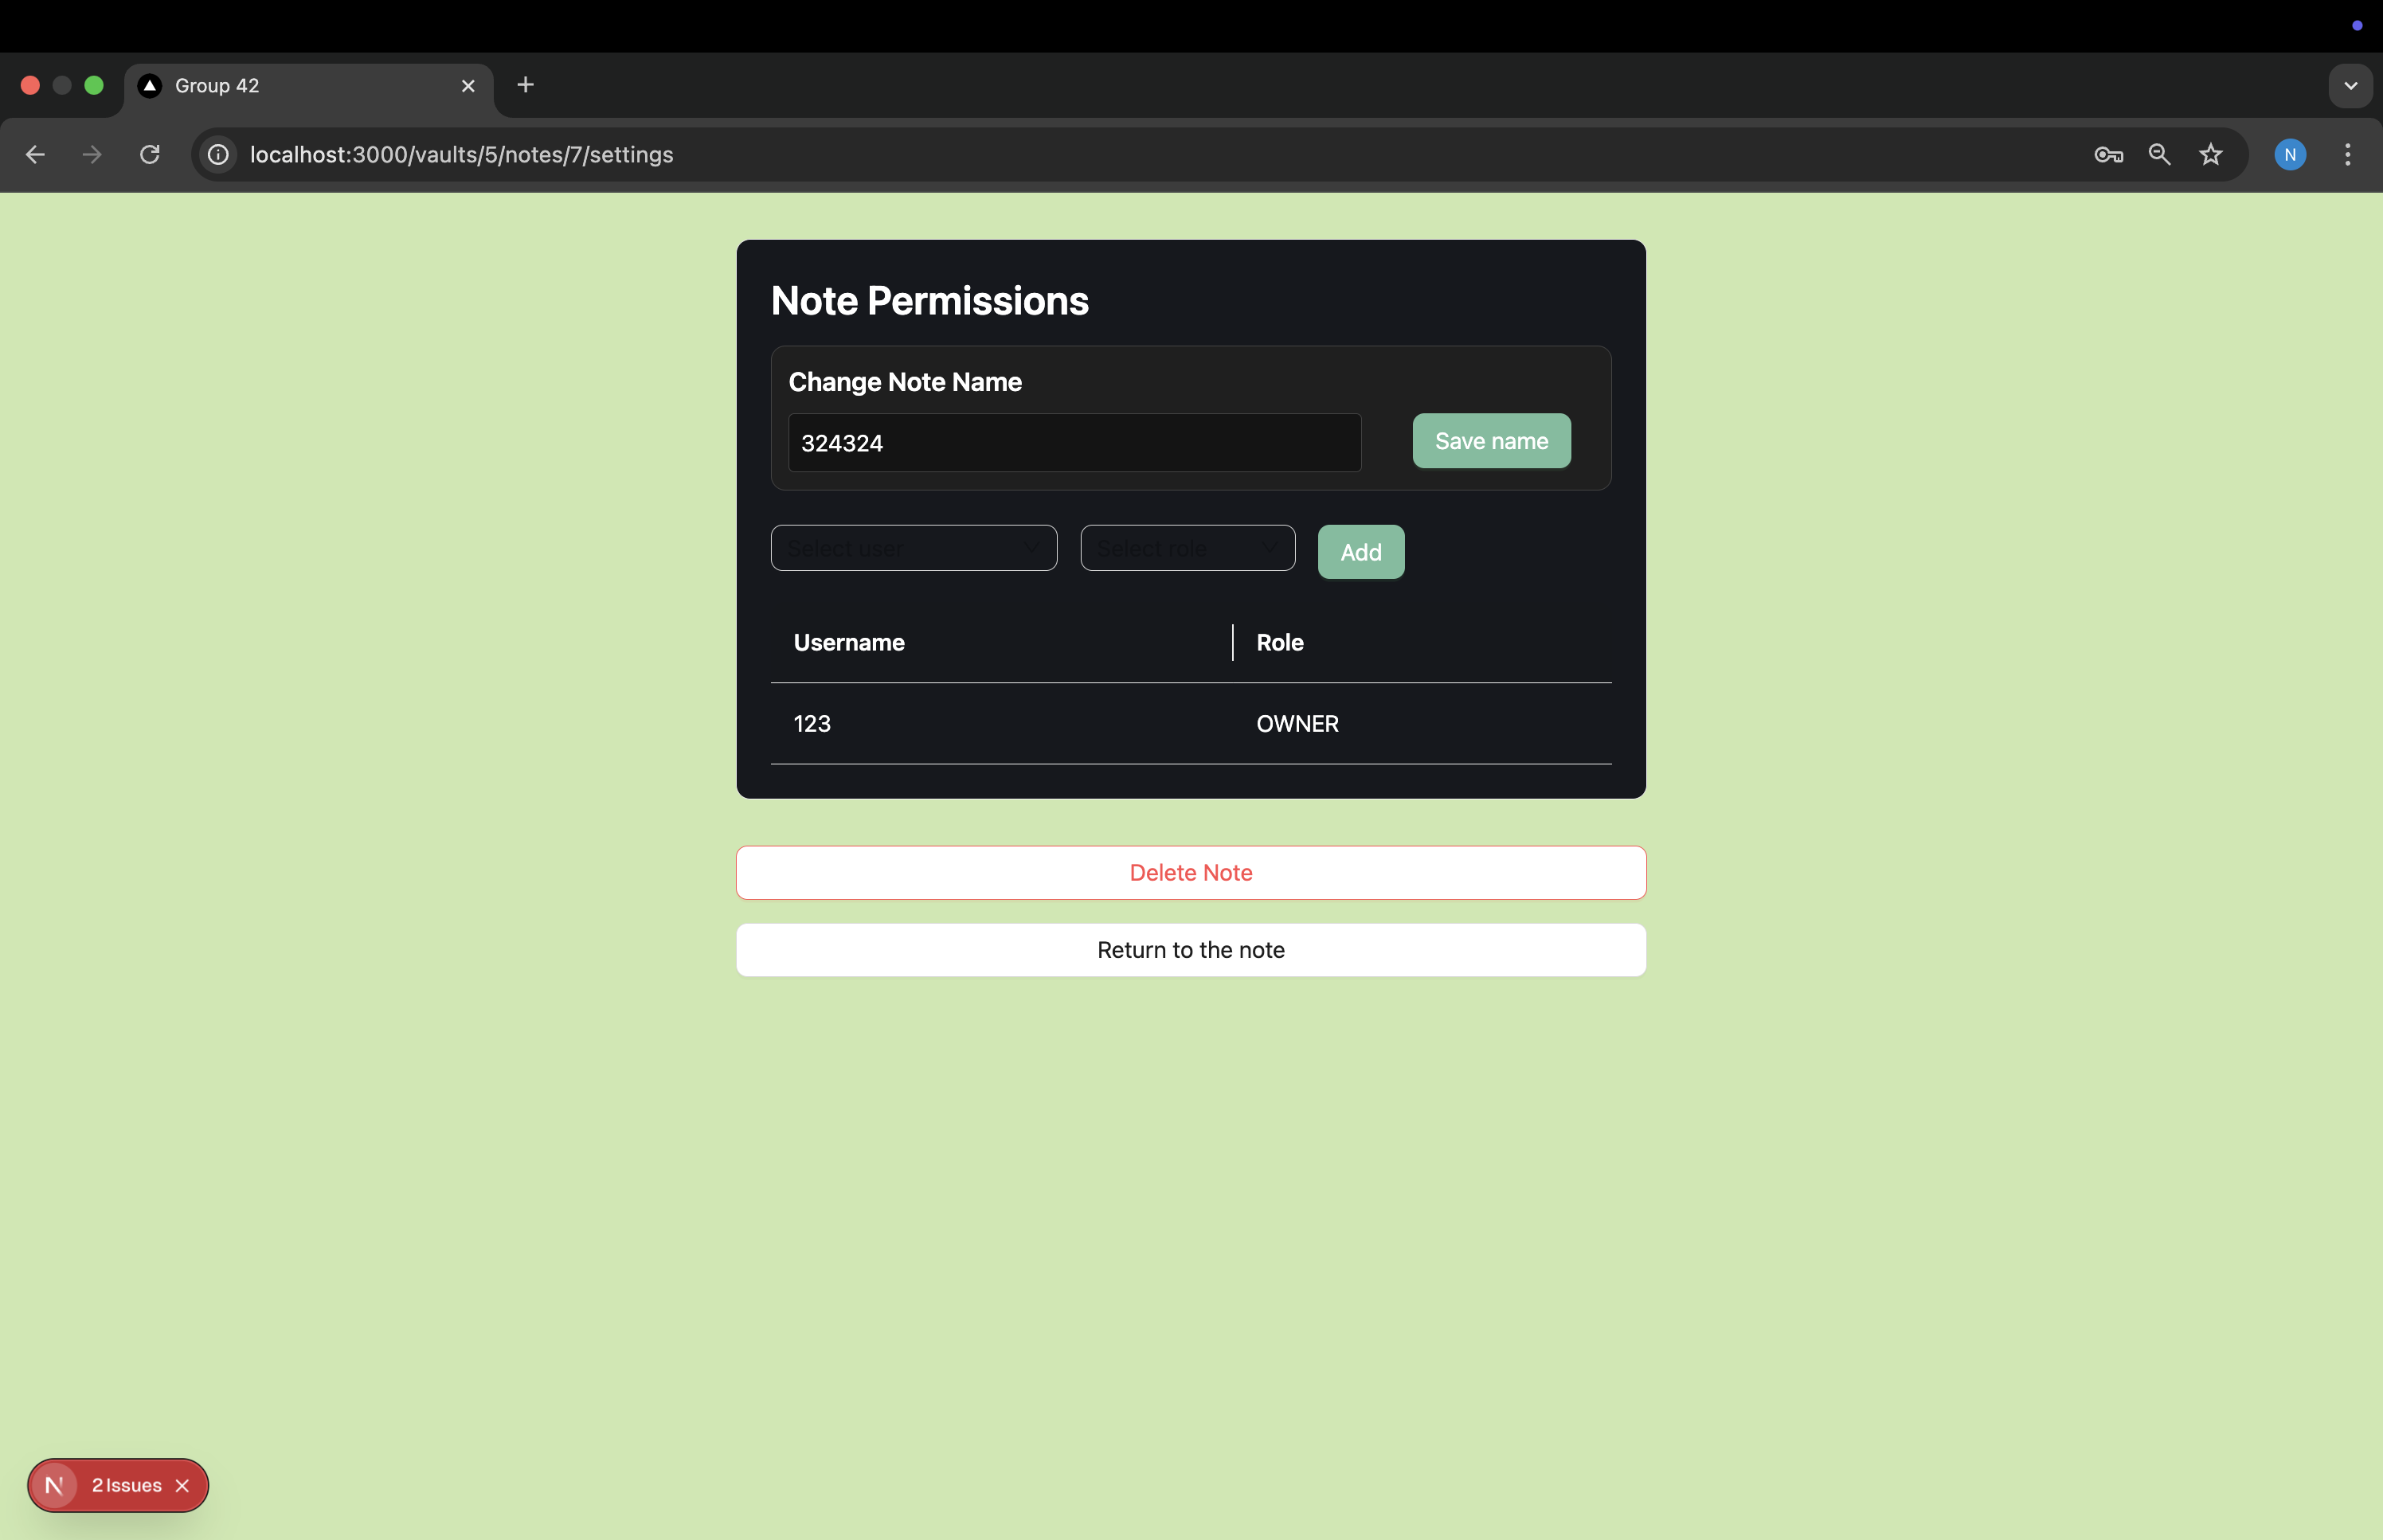 Group 42
localhost:3000/vaults/5/notes/7/settings
N
Note Permissions
Change Note Name
324324
Save name
Select user
Select role
Add
Username
Role
123
OWNER
Delete Note
Return to the note
N
2 Issues